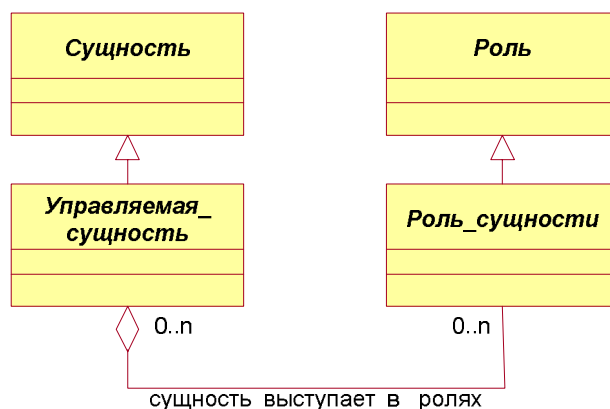 Сущность
Роль
Управляемая_
сущность
Роль_сущности
0..n
0..n
сущность выступает в ролях